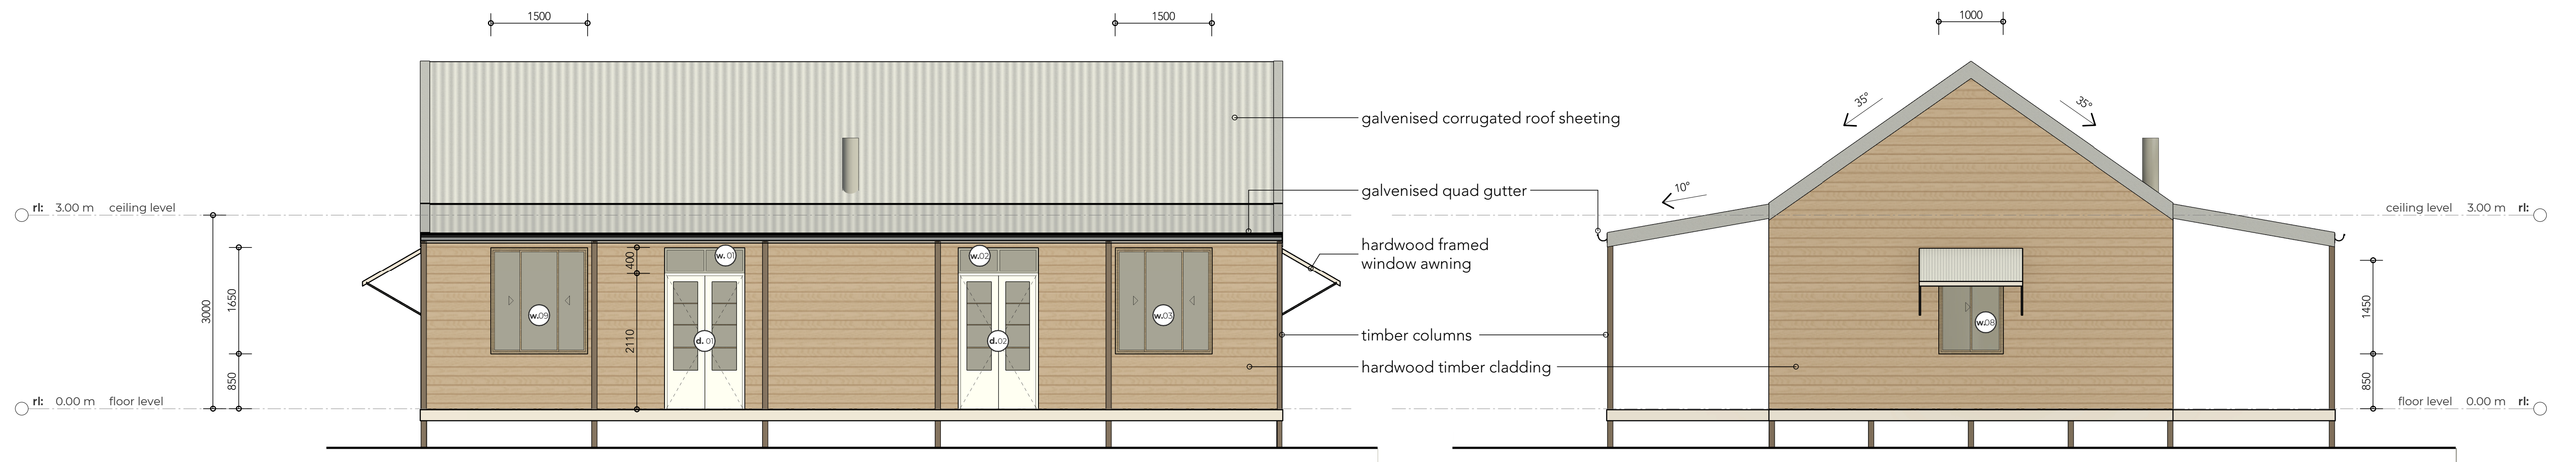 1500
1500
1000
35°
35°
galvenised corrugated roof sheeting
10°
galvenised quad gutter
rl: 3.00 m ceiling level
ceiling level 3.00 m rl:
hardwood framed
window awning
w.01
w.02
400
1650
3000
1450
w.09
w.03
w.08
timber columns
2110
d.01
d.02
hardwood timber cladding
850
850
rl: 0.00 m floor level
floor level 0.00 m rl: